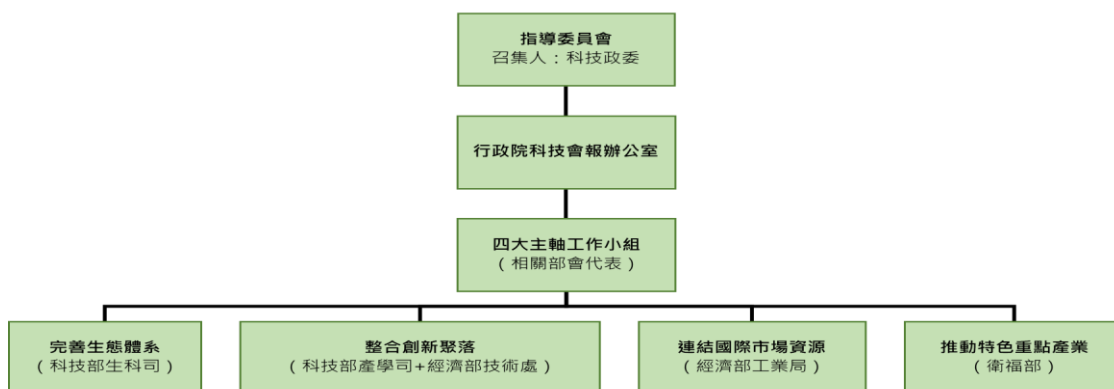 指導委員會
召集人：科技政委
行政院科技會報辦公室
四大主軸工作小組
（相關部會代表）
完善生態體系
（科技部生科司）
整合創新聚落
（科技部產學司+經濟部技術處）
連結國際市場資源
（經濟部工業局）
推動特色重點產業
（衛福部）